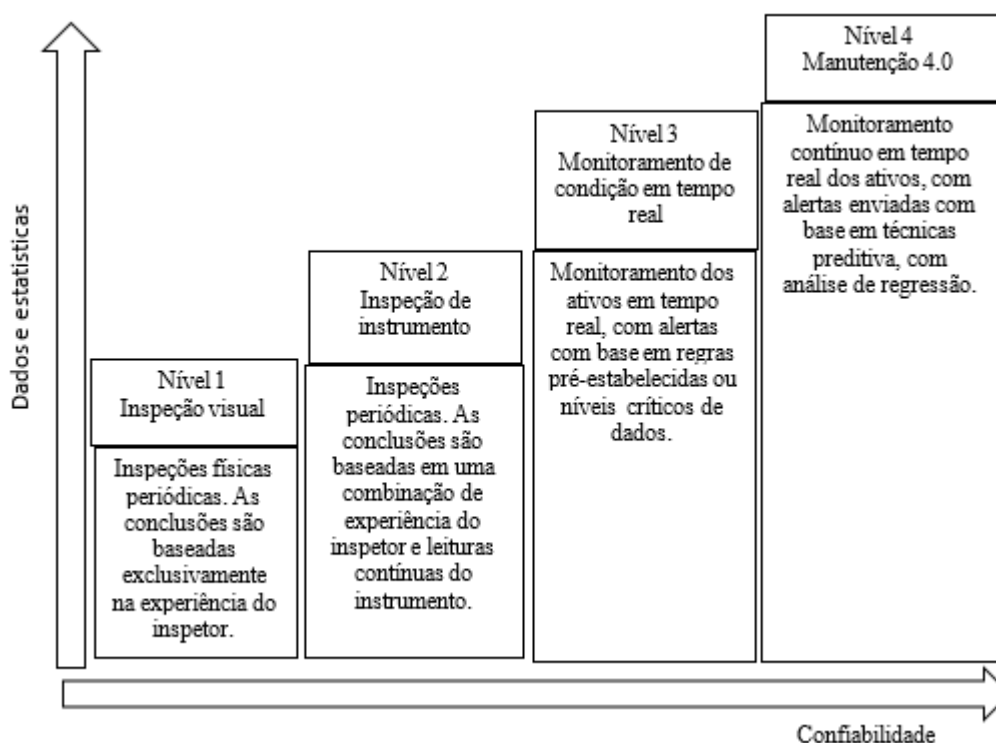 Dados e estatisticas
Nível 1
Inspeção visual
Inspeções físicas
periódicas. As
conclusões são
baseadas
exclusivamente
na experiência do
inspetor.
Nível 2
Inspeção de
instrumento
Inspeções
periódicas. As
conclusões são
baseadas em uma
combinação de
experiência do
inspetor e leituras
contínuas do
instrumento.
Nível 3
Monitoramento de
condição em tempo
real
Monitoramento dos
ativos em tempo
real, com alertas
com base em regras
pré-estabelecidas ou
níveis críticos de
dados.
Nível 4
Manutenção 4.0
Monitoramento
contínuo em tempo
real dos ativos, com
alertas enviadas com
base em técnicas
preditiva, com
análise de regressão.
Confiabilidade